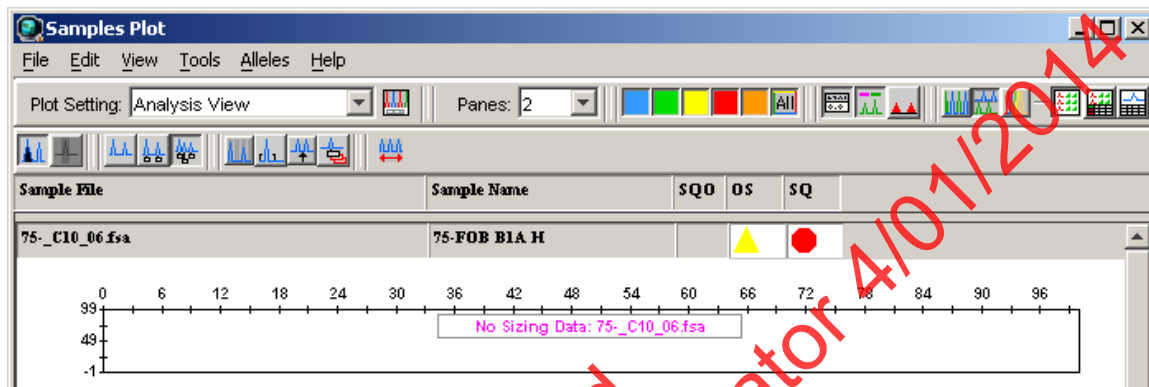 Samples Plot
File Edit View Tools Alleles Help
Plot Setting: Analysis View Panes: 2 All
Sample File Sample Name SQO OS SQ
75-_C10_06.fsa 75-FOB B1A H
0 6 12 18 24 30 36 42 48 54 60 66 72 78 84 90 96
99
No Sizing Data: 75-_C10_06.fsa
49
-1
4/01/2014